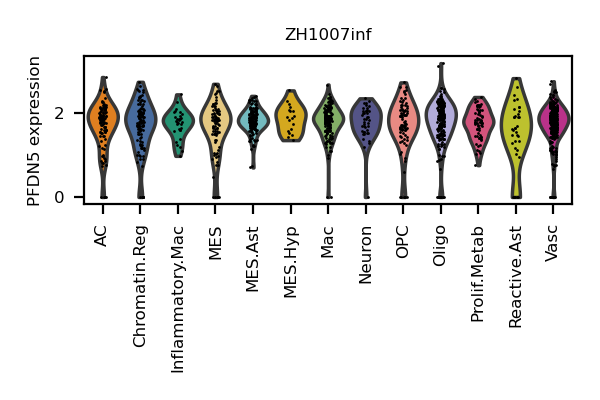 ZH1007inf
PFDN5 expression
2
0
AC
Chromatin.Reg
Inflammatory.Mac
MES
MES.Ast
MES.Hyp
Mac
Neuron
OPC
Oligo
Prolif.Metab
Reactive.Ast
Vasc